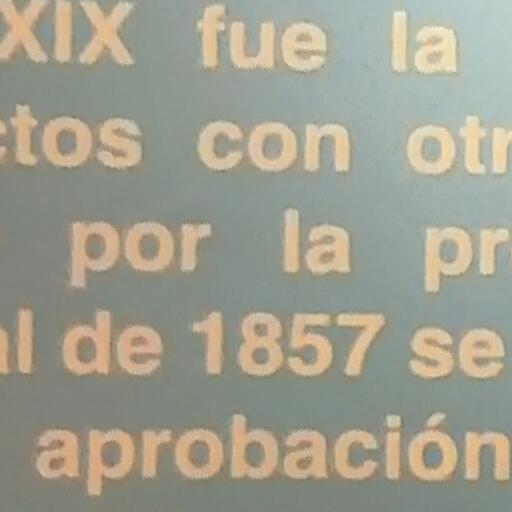 XIX fue la
ctos con otr
por la pr
al de 1857 se
aprobación